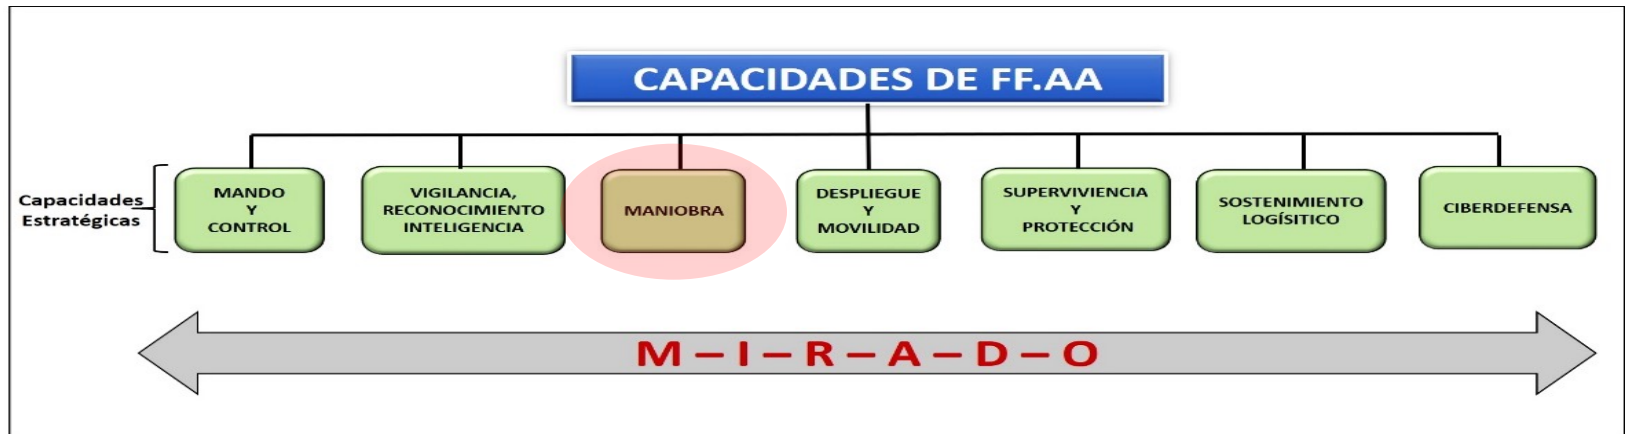 CAPACIDADES DE FF.AA
Capacidades
Estratégicas
MANDO
Y
CONTROL
VIGILANCIA,
RECONOCIMIENTO
INTELIGENCIA
MANIOBRA
DESPLIEGUE
Y
MOVILIDAD
SUPERVIVIENCIA
Y
PROTECCIÓN
SOSTENIMIENTO
LOGÍSITICO
CIBERDEFENSA
M – I – R – A – D – O